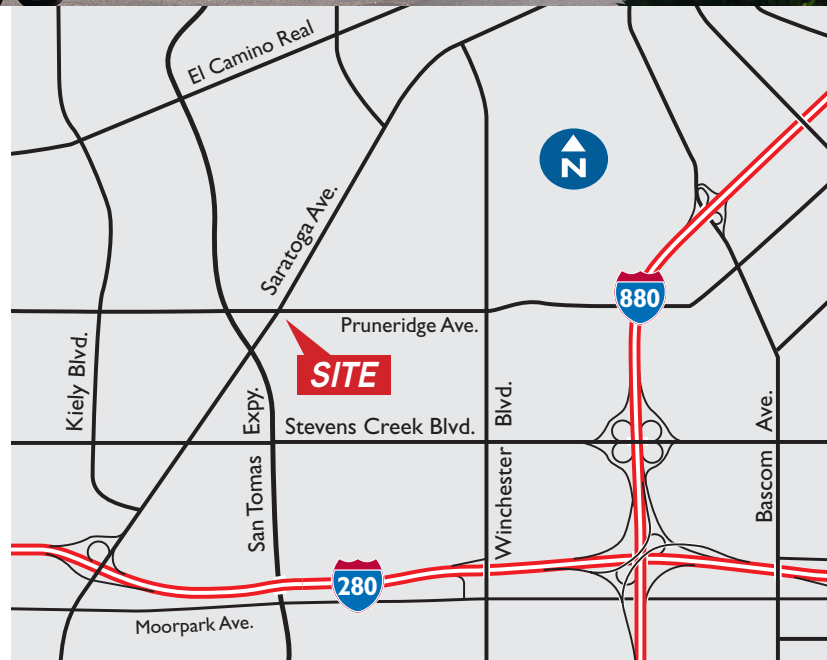 El Camino Real
N
Saratoga Ave.
880
Pruneridge Ave.
Kiely Blvd.
SITE
San Tomas Expy.
Stevens Creek Blvd.
Winchester Blvd.
Bascom Ave.
280
Moorpark Ave.